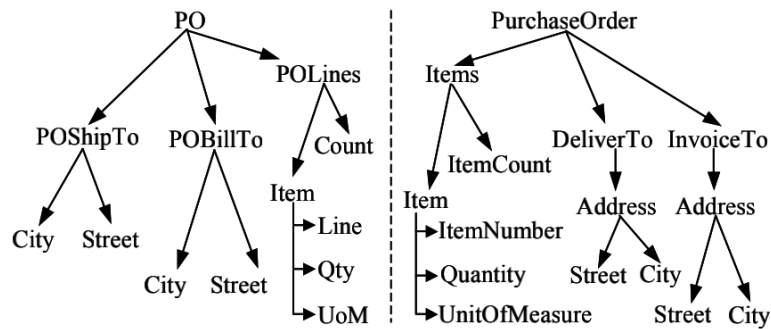 PO
POLines
POShipTo
POBillTo
Count
Item
City
Street
Line
Qty
City
Street
UoM
PurchaseOrder
Items
DeliverTo
InvoiceTo
ItemCount
Item
Address
Address
ItemNumber
Street
City
Quantity
UnitOfMeasure
Street
City